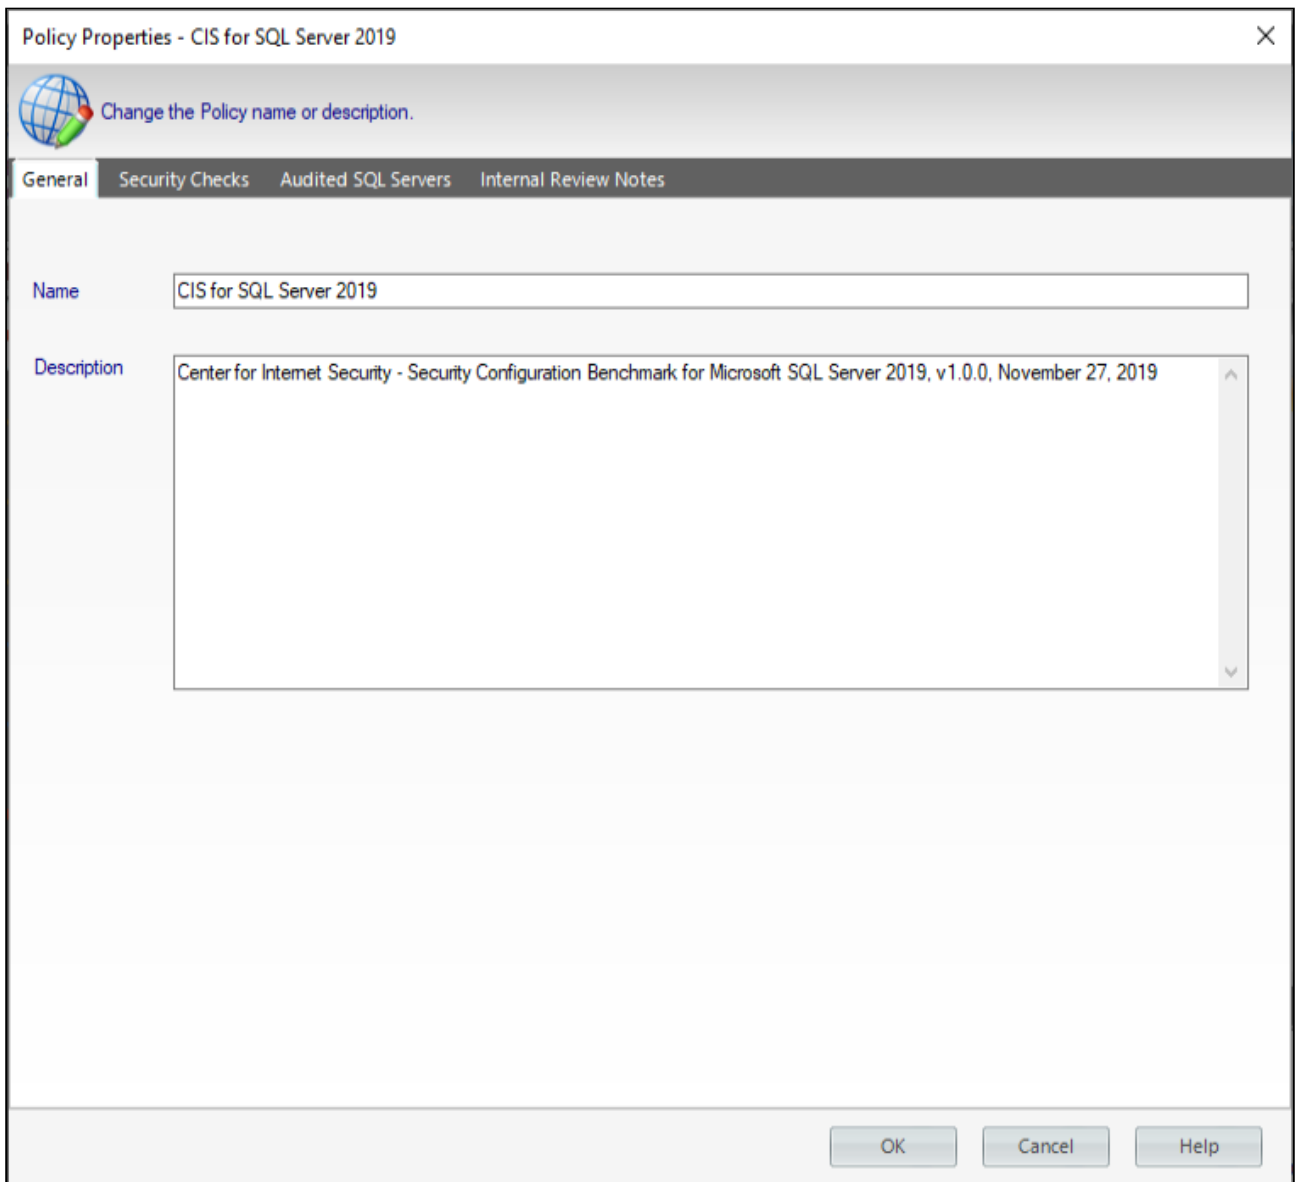 Policy Properties - CIS for SQL Server 2019
Change the Policy name or description.
General Security Checks Audited SQL Servers Internal Review Notes
Name CIS for SQL Server 2019
Description Center for Internet Security - Security Configuration Benchmark for Microsoft SQL Server 2019, v1.0.0, November 27, 2019
OK Cancel Help